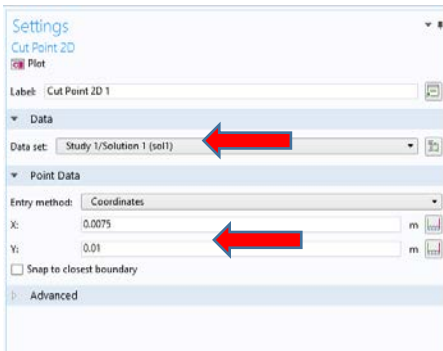 Settings
Cut Point 2D
Plot
Label: Cut Point 2D 1
Data
Data set: Study 1/Solution 1 (sol1)
Point Data
Entry method: Coordinates
X: 0.0075 m
Y: 0.01 m
Snap to closest boundary
Advanced